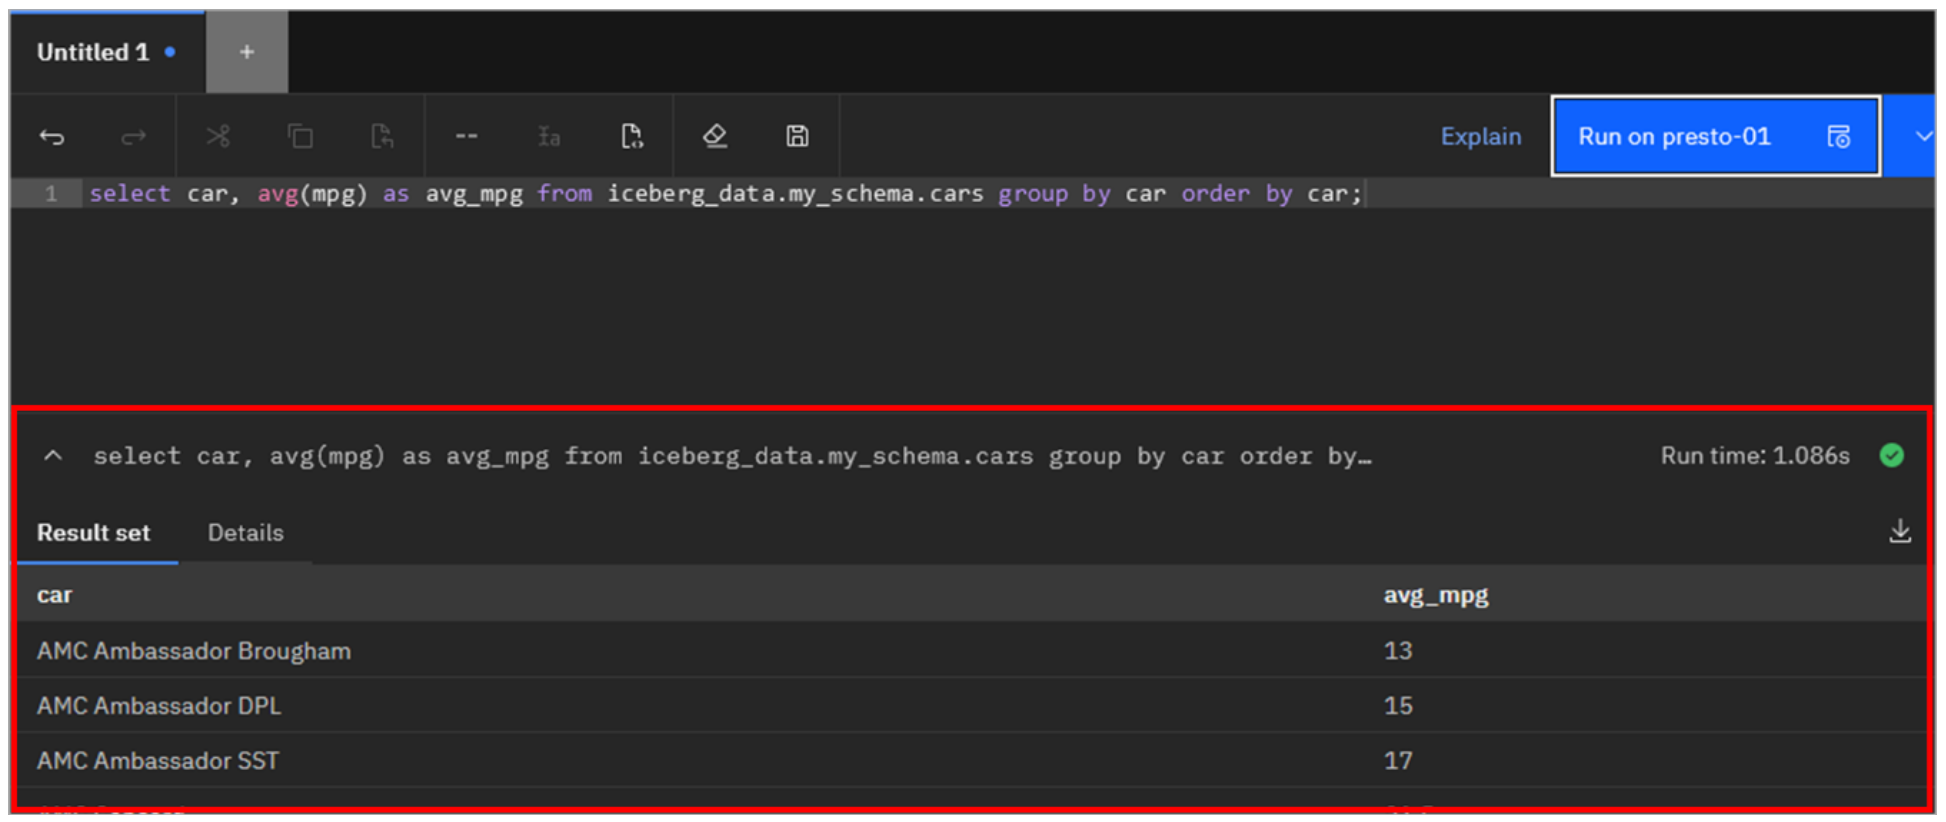 Untitled 1
Explain
Run on presto-01
1 select car, avg(mpg) as avg_mpg from iceberg_data.my_schema.cars group by car order by car;
select car, avg(mpg) as avg_mpg from iceberg_data.my_schema.cars group by car order by…
Run time: 1.086s
Result set Details
car avg_mpg
AMC Ambassador Brougham 13
AMC Ambassador DPL 15
AMC Ambassador SST 17